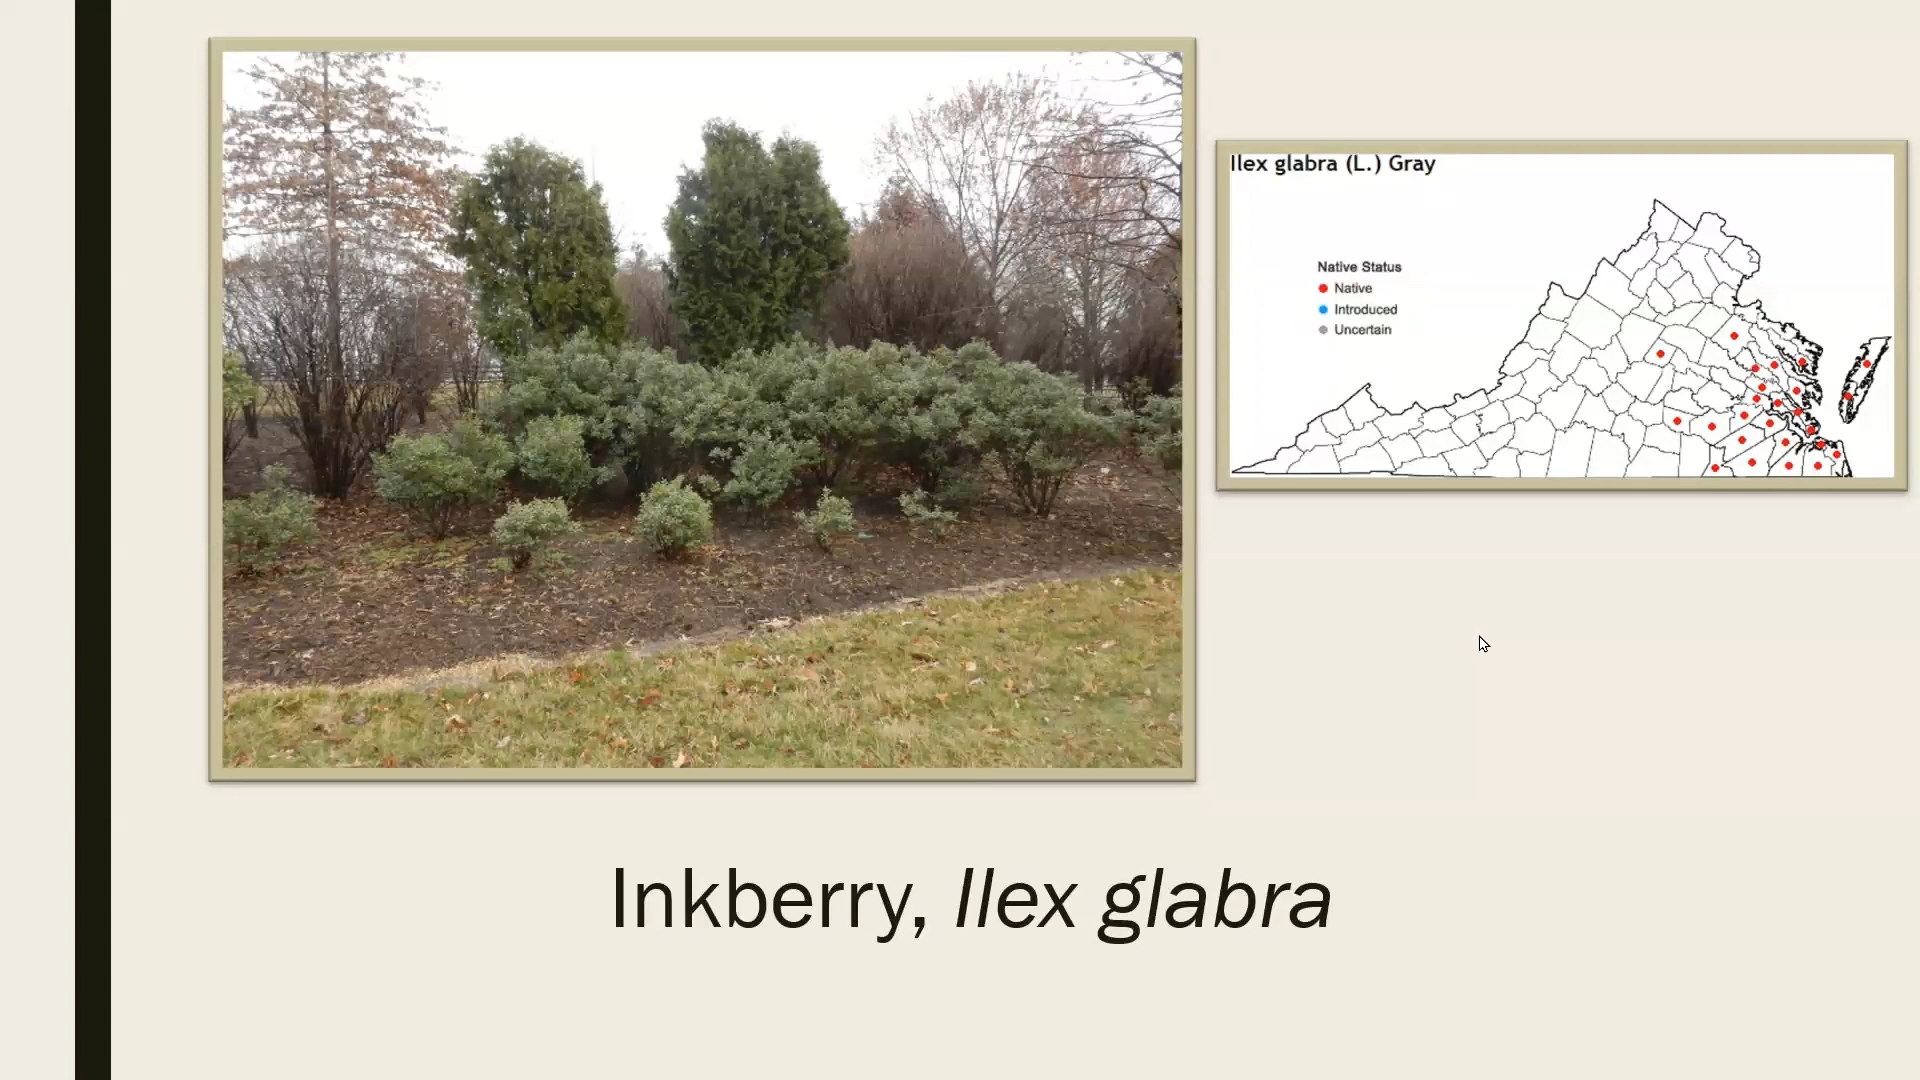 Ilex glabra (L.) Gray
Native Status
Native
Introduced
Uncertain
Inkberry, Ilex glabra